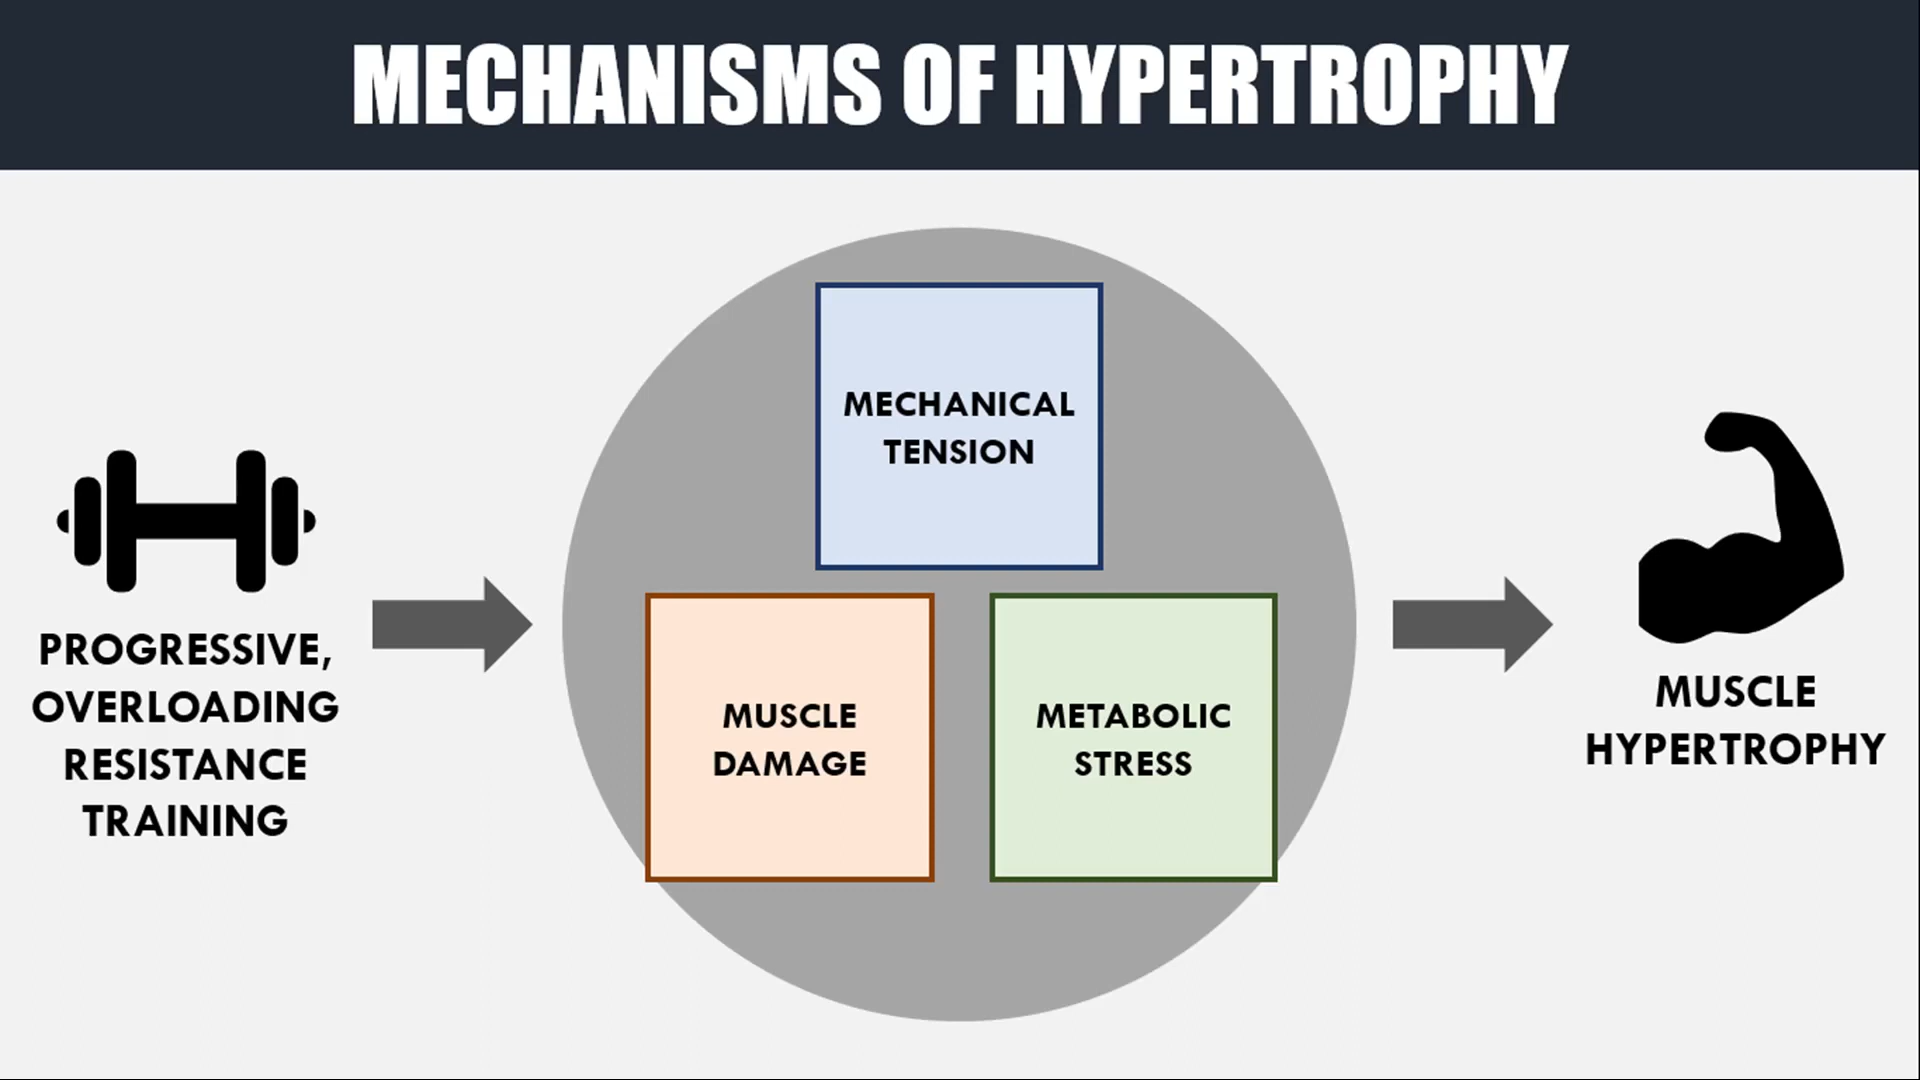 MECHANISMS OF HYPERTROPHY
PROGRESSIVE,
OVERLOADING
RESISTANCE
TRAINING
MECHANICAL
TENSION
MUSCLE
DAMAGE
METABOLIC
STRESS
MUSCLE
HYPERTROPHY